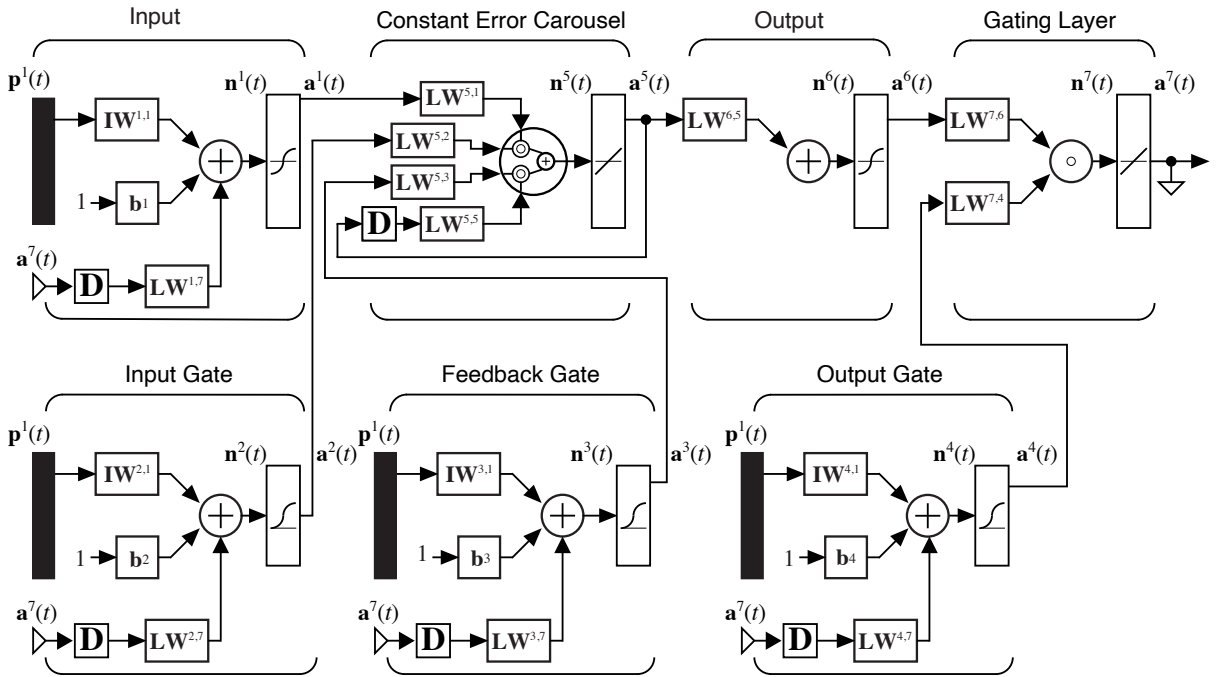 Input
Constant Error Carousel
Output
Gating Layer
p¹(t)
n¹(t)
a¹(t)
IW¹,¹
1
b1
a⁷(t)
D
LW¹,⁷
LW⁵,¹
LW⁵,²
LW⁵,³
D
LW⁵,⁵
n⁵(t)
a⁵(t)
LW⁶,⁵
n⁶(t)
a⁶(t)
LW⁷,⁶
LW⁷,⁴
n⁷(t)
a⁷(t)
Input Gate
Feedback Gate
Output Gate
p¹(t)
n²(t)
a²(t)
IW²,¹
1
b2
a⁷(t)
D
LW²,⁷
p¹(t)
n³(t)
a³(t)
IW³,¹
1
b3
a⁷(t)
D
LW³,⁷
p¹(t)
n⁴(t)
a⁴(t)
IW⁴,¹
1
b4
a⁷(t)
D
LW⁴,⁷